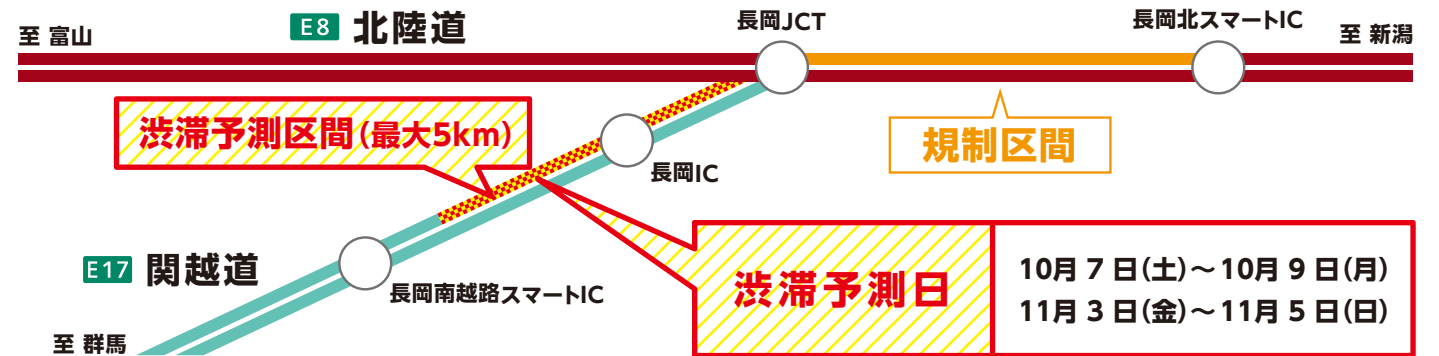 至 富山
E8 北陸道
長岡JCT
長岡北スマートIC
至 新潟
渋滞予測区間(最大5km)
規制区間
長岡IC
E17 関越道
長岡南越路スマートIC
至 群馬
渋滞予測日
10月 7 日(土)～10月 9 日(月)
11月 3 日(金)～11月 5 日(日)